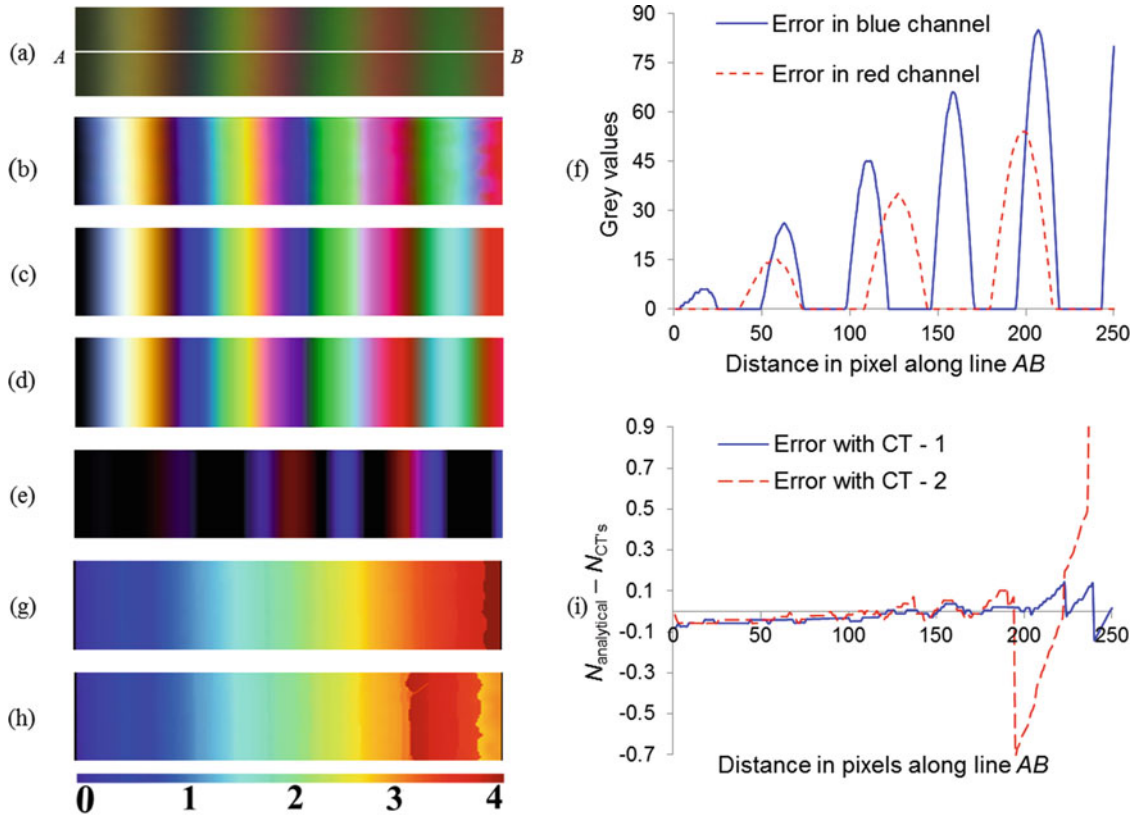 (a)
A
B
(b)
(c)
(d)
(e)
(g)
(h)
0 1 2 3 4
(f)
Grey values
90
75
60
45
30
15
0
Error in blue channel
Error in red channel
0 50 100 150 200 250
Distance in pixel along line AB
(i)
N analytical – N CT's
0.9
0.7
0.5
0.3
0.1
-0.1
-0.3
-0.5
-0.7
Error with CT - 1
Error with CT - 2
0 50 100 150 200 250
Distance in pixels along line AB